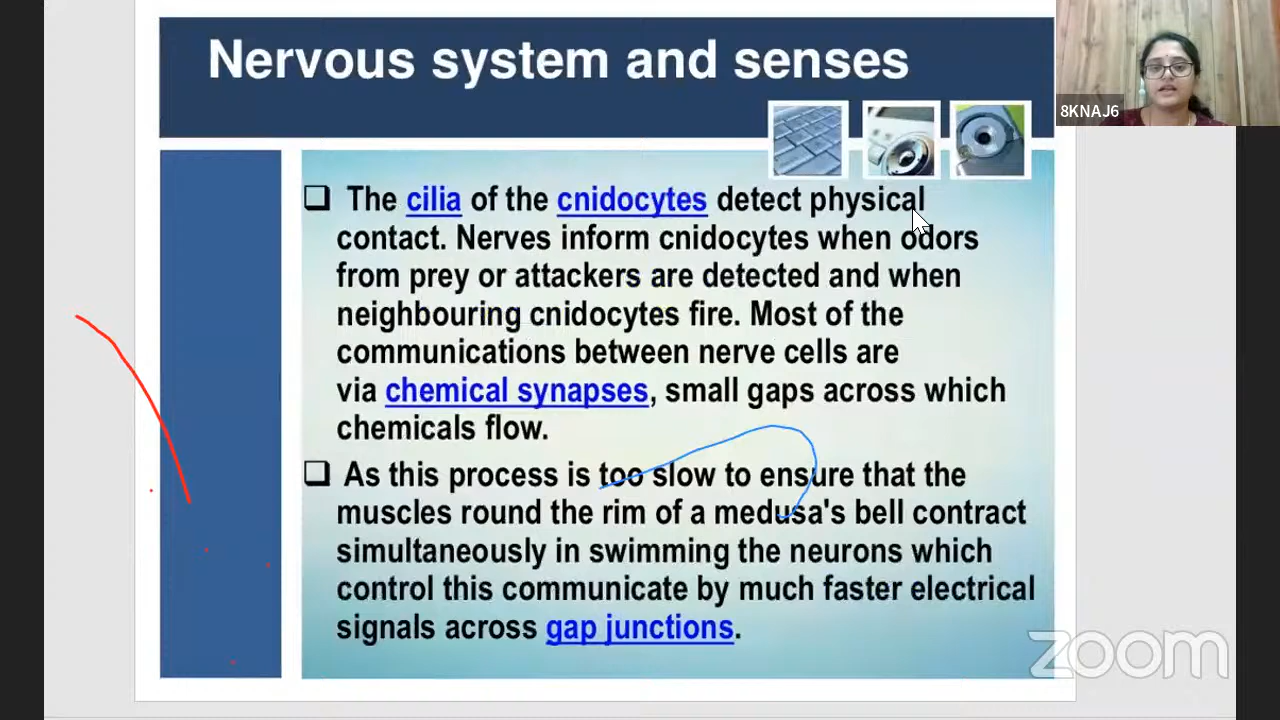 Nervous system and senses
8KNAJ6
❑ The cilia of the cnidocytes detect physical
contact. Nerves inform cnidocytes when odors
from prey or attackers are detected and when
neighbouring cnidocytes fire. Most of the
communications between nerve cells are
via chemical synapses, small gaps across which
chemicals flow.
❑ As this process is too slow to ensure that the
muscles round the rim of a medusa's bell contract
simultaneously in swimming the neurons which
control this communicate by much faster electrical
signals across gap junctions.
zoom